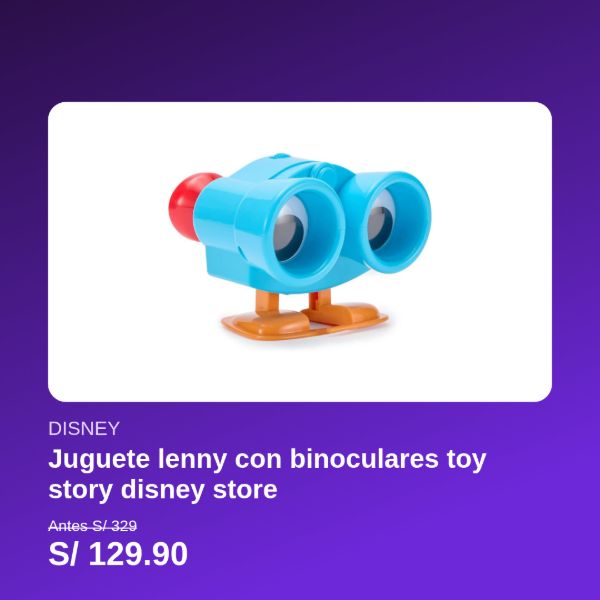 DISNEY
Juguete lenny con binoculares toy
story disney store
Antes S/ 329
S/ 129.90